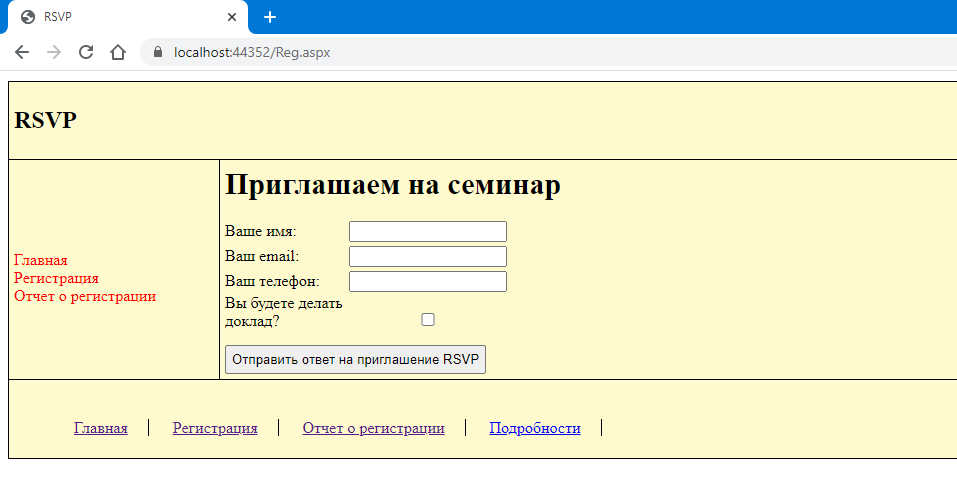 RSVP
localhost:44352/Reg.aspx
RSVP
Главная
Регистрация
Отчет о регистрации
Приглашаем на семинар
Ваше имя:
Ваш email:
Ваш телефон:
Вы будете делать
доклад?
Отправить ответ на приглашение RSVP
Главная Регистрация Отчет о регистрации Подробности